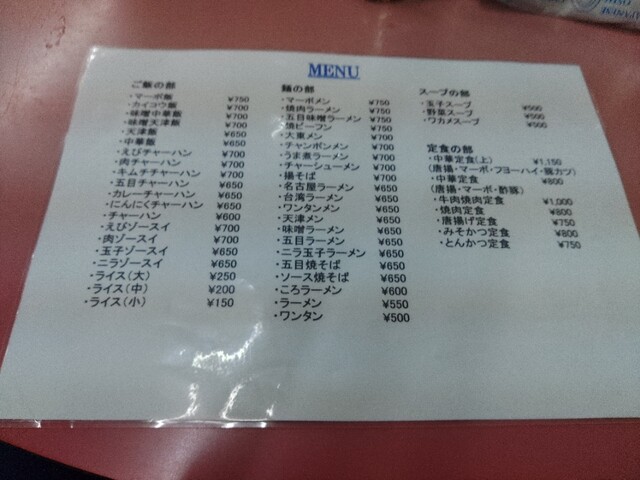 MENU
ご飯の部
・マーボ飯 ¥750
・カイコウ飯 ¥700
・味噌中華飯 ¥700
・味噌天津飯 ¥700
・天津飯 ¥650
・中華飯 ¥650
・えびチャーハン ¥700
・肉チャーハン ¥700
・キムチチャーハン ¥700
・五目チャーハン ¥650
・カレーチャーハン ¥650
・にんにくチャーハン ¥650
・チャーハン ¥600
・えびゾースイ ¥700
・肉ゾースイ ¥700
・玉子ゾースイ ¥650
・ニラゾースイ ¥650
・ライス(大) ¥250
・ライス(中) ¥200
・ライス(小) ¥150
麺の部
・マーボメン ¥750
・焼肉ラーメン ¥750
・五目味噌ラーメン ¥750
・焼ビーフン ¥750
・大東メン ¥700
・チャンポンメン ¥700
・うま煮ラーメン ¥700
・チャーシューメン ¥700
・揚そば ¥700
・名古屋ラーメン ¥650
・台湾ラーメン ¥650
・ワンタンメン ¥650
・天津メン ¥650
・味噌ラーメン ¥650
・五目ラーメン ¥650
・ニラ玉子ラーメン ¥650
・五目焼そば ¥650
・ソース焼そば ¥650
・ころラーメン ¥600
・ラーメン ¥550
・ワンタン ¥500
スープの部
・玉子スープ ¥500
・野菜スープ ¥500
・ワカメスープ ¥500
定食の部
・中華定食(上) ¥1,150
(唐揚・マーボ・フヨーハイ・豚カツ)
・中華定食 ¥800
(唐揚・マーボ・酢豚)
・牛肉焼肉定食 ¥1,000
・焼肉定食 ¥800
・唐揚げ定食 ¥750
・みそかつ定食 ¥800
・とんかつ定食 ¥750